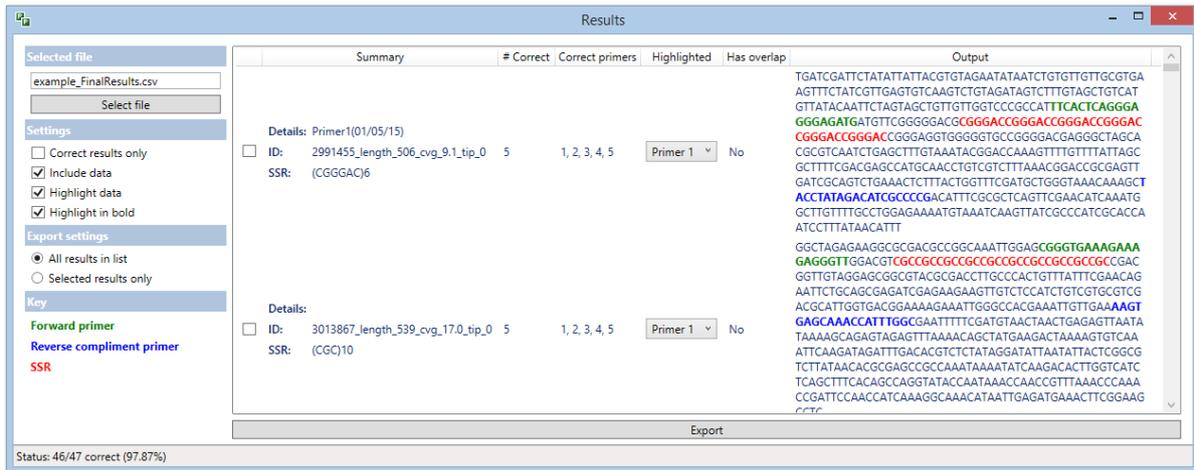 Results
Selected file
example_FinalResults.csv
Select file
Settings
Correct results only
Include data
Highlight data
Highlight in bold
Export settings
All results in list
Selected results only
Key
Forward primer
Reverse compliment primer
SSR
Summary # Correct Correct primers Highlighted Has overlap Output
Details: Primer1(01/05/15)
ID: 2991455_length_506_cvg_9.1_tip_0 5 1, 2, 3, 4, 5 Primer 1 No
SSR: (CGGGAC)6
TGATCGATTCTATATTATTACGTGTAGAATATAATCTGTGTTGTTGCGTGA
AGTTTCTATCGTTGAGTGTCAAGTCTGTAGATAGTCTTTGTAGCTGTCAT
GTTATACAATTCTAGTAGCTGTTGTTGGTCCCGCCATTTCACTCAGGGA
GGGAGATGATGTTCGGGGGACGCGGGACCGGGACCGGGACCGGGAC
CGGGACCGGGACCGGGAGGTGGGGGTGCCGGGGACGAGGGCTAGCA
CGCGTCAATCTGAGCTTTGTAAATACGGACCAAAGTTTTGTTTTATTAGC
GCTTTTCGACGAGCCATGCAACCTGTCGTCTTTAAACGGACCGCGAGTT
GATCGCAGTCTGAAACTCTTTACTGGTTTCGATGCTGGGTAAACAAAGCT
ACCTATAGACATCGCCCCGACATTTCGCGCTCAGTTCGAACATCAAATG
GCTTGTTTTGCCTGGAGAAAATGTAAATCAAGTTATCGCCCATCGCACCA
ATCCTTTATAACATTT
Details:
ID: 3013867_length_539_cvg_17.0_tip_0 5 1, 2, 3, 4, 5 Primer 1 No
SSR: (CGC)10
GGCTAGAGAAGGCGCGACGCCGGCAAATTGGAGCGGGTGAAAGAAA
GAGGGTTGGACGTCGCCGCCGCCGCCGCCGCCGCCGCCGCCGCCGAC
GGTTGTAGGAGCGGCGTACGCGACCTTGCCCACTGTTTATTTCGAACAG
AATTCTGCAGCGAGATCGAGAAGAAGTTGTCTCCATCTGTCGTGCGTCG
ACGCATTGGTGACGGAAAAGAAATTGGGCCACGAAATTGTTGAAAAGT
GAGCAAACCATTTGGCGAATTTTTCGATGTAACTAACTGAGAGTTAATA
TAAAAGCAGAGTAGAGTTTAAAACAGCTATGAAGACTAAAAGTGTCAA
AATTCAAGATAGATTTGACACGTCTCTATAGGATATTAATATTACTCGGCG
TCTTATAACACGCGAGCCGCCAAATAAAATATCAAGACACTTGGTCATC
TCAGCTTTCACAGCCAGGTATACCAATAAACCAACCGTTTAAACCCAAA
CCGATTCCAACCATCAAAGGCAAACATAATTGAGATGAAACTTCGGAAG
CCTC
Export
Status: 46/47 correct (97.87%)